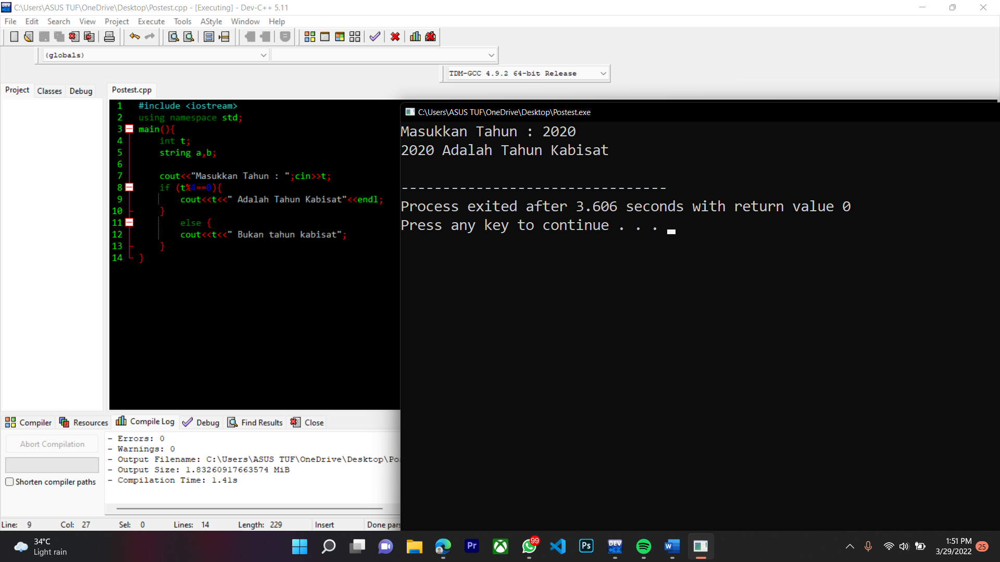 C:\Users\ASUS TUF\OneDrive\Desktop\Postest.cpp - [Executing] - Dev-C++ 5.11
File Edit Search View Project Execute Tools AStyle Window Help
(globals)
TDM-GCC 4.9.2 64-bit Release
Project Classes Debug
Postest.cpp
1 #include <iostream>
2 using namespace std;
3 main(){
4 int t;
5 string a,b;
6
7 cout<<"Masukkan Tahun : ";cin>>t;
8 if (t%4==0){
9 cout<<t<<" Adalah Tahun Kabisat"<<endl;
10 }
11 else {
12 cout<<t<<" Bukan tahun kabisat";
13 }
14 }
C:\Users\ASUS TUF\OneDrive\Desktop\Postest.exe
Masukkan Tahun : 2020
2020 Adalah Tahun Kabisat
--------------------------------
Process exited after 3.606 seconds with return value 0
Press any key to continue . . .
Compiler Resources Compile Log Debug Find Results Close
Abort Compilation
Shorten compiler paths
- Errors: 0
- Warnings: 0
- Output Filename: C:\Users\ASUS TUF\OneDrive\Desktop\Po
- Output Size: 1.83260917663574 MiB
- Compilation Time: 1.41s
Line: 9 Col: 27 Sel: 0 Lines: 14 Length: 229 Insert Done pars
34°C
Light rain
Pr
99
Ps
DEV C++
W
1:51 PM
3/29/2022
25